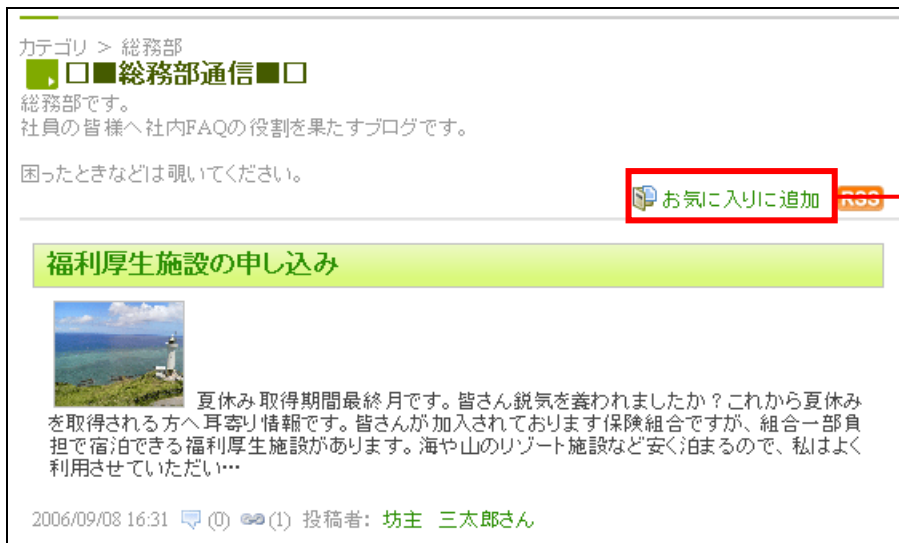 カテゴリ > 総務部
□■総務部通信■□
総務部です。
社員の皆様へ社内FAQの役割を果たすブログです。
困ったときなどは覗いてください。
お気に入りに追加 RSS
福利厚生施設の申し込み
夏休み取得期間最終月です。皆さん鋭気を養われましたか？これから夏休み
を取得される方へ耳寄り情報です。皆さんが加入されております保険組合ですが、組合一部負
担で宿泊できる福利厚生施設があります。海や山のリゾート施設など安く泊まるので、私はよく
利用させていただい…
2006/09/08 16:31 (0) (1) 投稿者: 坊主 三太郎さん